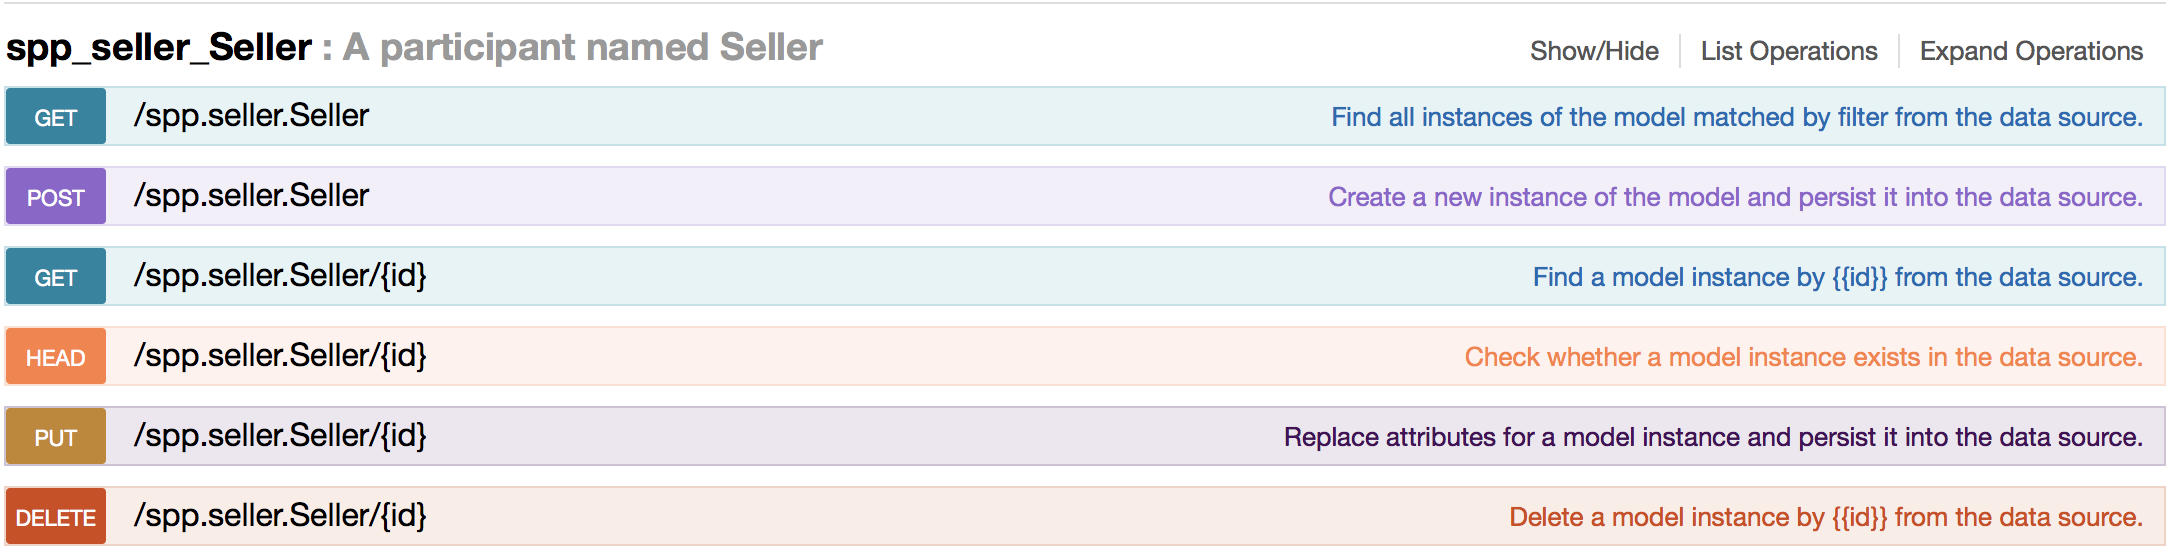 spp_seller_Seller : A participant named Seller Show/Hide List Operations Expand Operations
GET /spp.seller.Seller Find all instances of the model matched by filter from the data source.
POST /spp.seller.Seller Create a new instance of the model and persist it into the data source.
GET /spp.seller.Seller/{id} Find a model instance by {{id}} from the data source.
HEAD /spp.seller.Seller/{id} Check whether a model instance exists in the data source.
PUT /spp.seller.Seller/{id} Replace attributes for a model instance and persist it into the data source.
DELETE /spp.seller.Seller/{id} Delete a model instance by {{id}} from the data source.